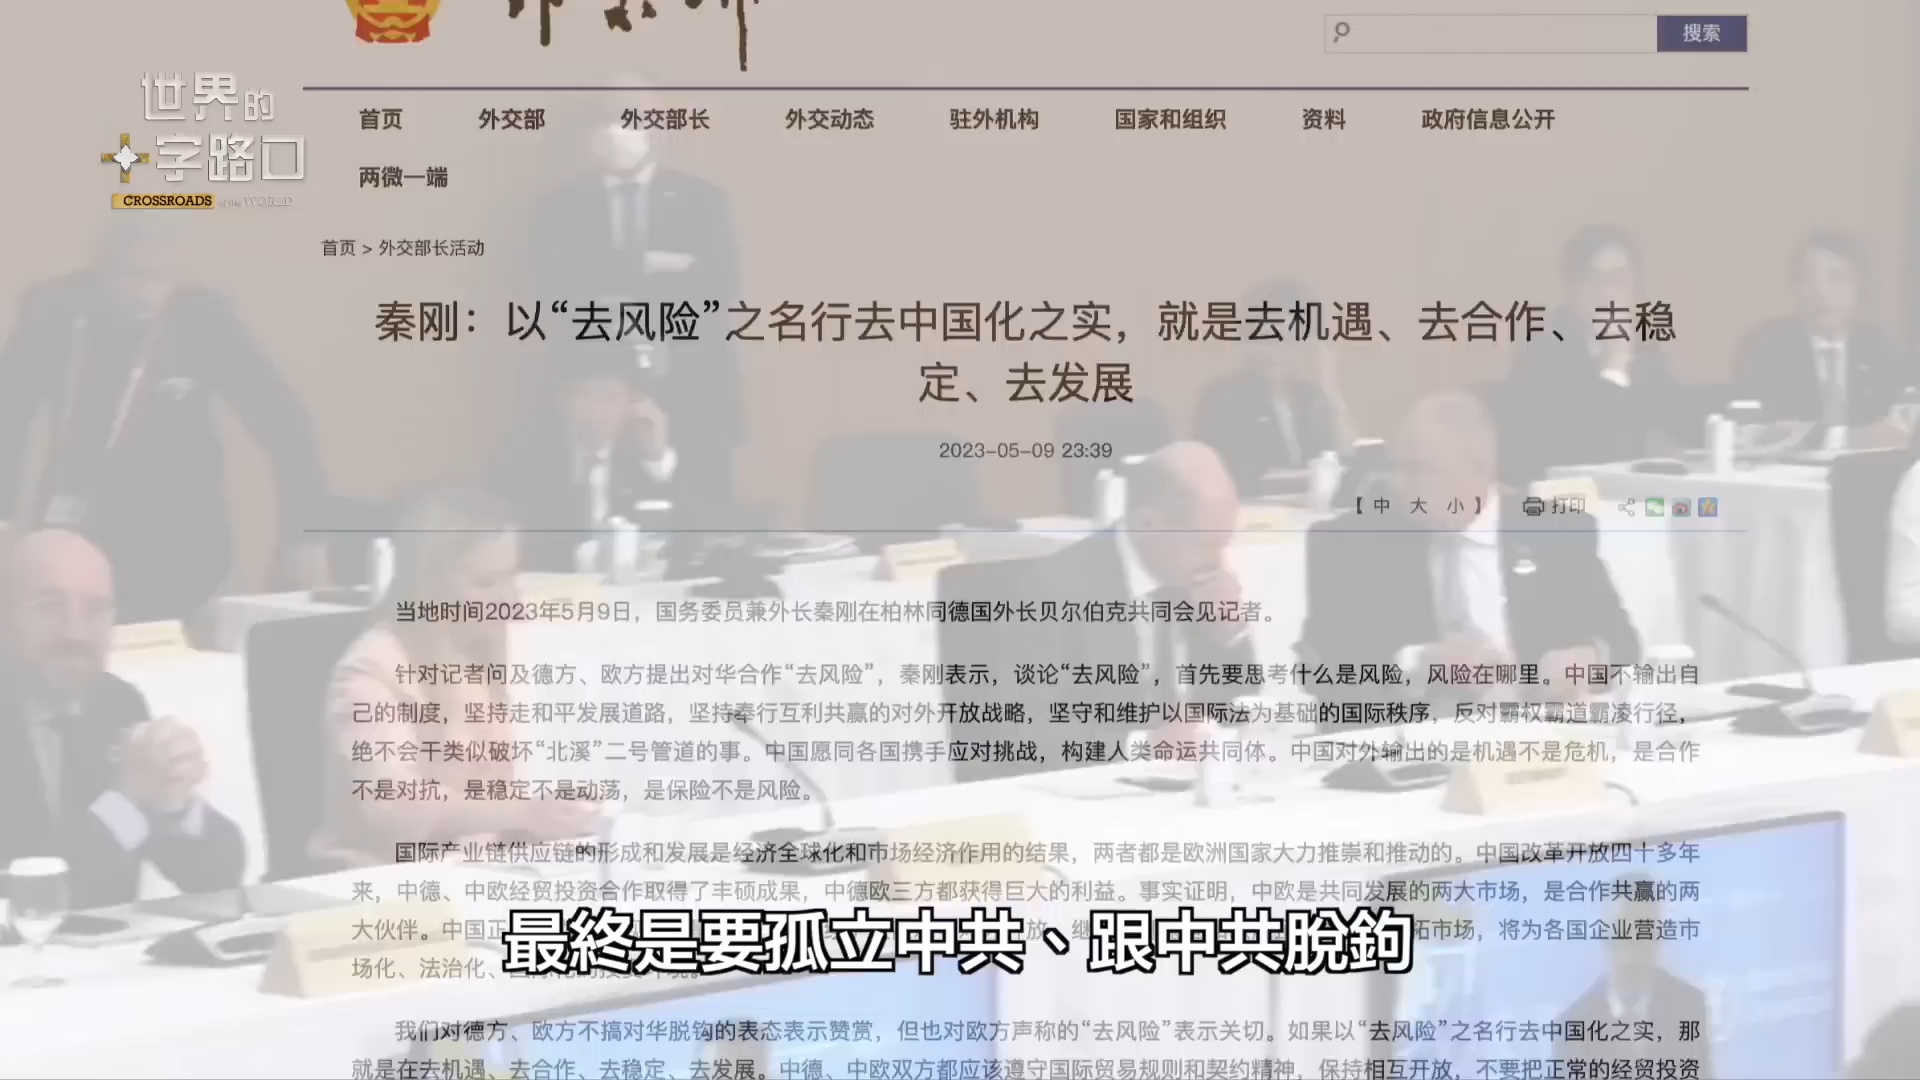 搜索
世界的
十字路口
CROSSROADS of the WORLD
首页 外交部 外交部长 外交动态 驻外机构 国家和组织 资料 政府信息公开
两微一端
首页 > 外交部长活动
秦刚：以“去风险”之名行去中国化之实，就是去机遇、去合作、去稳
定、去发展
2023-05-09 23:39
【 中 大 小 】 打印
当地时间2023年5月9日，国务委员兼外长秦刚在柏林同德国外长贝尔伯克共同会见记者。
针对记者问及德方、欧方提出对华合作“去风险”，秦刚表示，谈论“去风险”，首先要思考什么是风险，风险在哪里。中国不输出自
己的制度，坚持走和平发展道路，坚持奉行互利共赢的对外开放战略，坚守和维护以国际法为基础的国际秩序，反对霸权霸道霸凌行径，
绝不会干类似破坏“北溪”二号管道的事。中国愿同各国携手应对挑战，构建人类命运共同体。中国对外输出的是机遇不是危机，是合作
不是对抗，是稳定不是动荡，是保险不是风险。
国际产业链供应链的形成和发展是经济全球化和市场经济作用的结果，两者都是欧洲国家大力推崇和推动的。中国改革开放四十多年
来，中德、中欧经贸投资合作取得了丰硕成果，中德欧三方都获得巨大的利益。事实证明，中欧是共同发展的两大市场，是合作共赢的两
大伙伴。中国正 放，继 拓市场，将为各国企业营造市
场化、法治化、
最終是要孤立中共、跟中共脫鉤
我们对德方、欧方不搞对华脱钩的表态表示赞赏，但也对欧方声称的“去风险”表示关切。如果以“去风险”之名行去中国化之实，那
就是在去机遇、去合作、去稳定、去发展。中德、中欧双方都应该遵守国际贸易规则和契约精神，保持相互开放，不要把正常的经贸投资